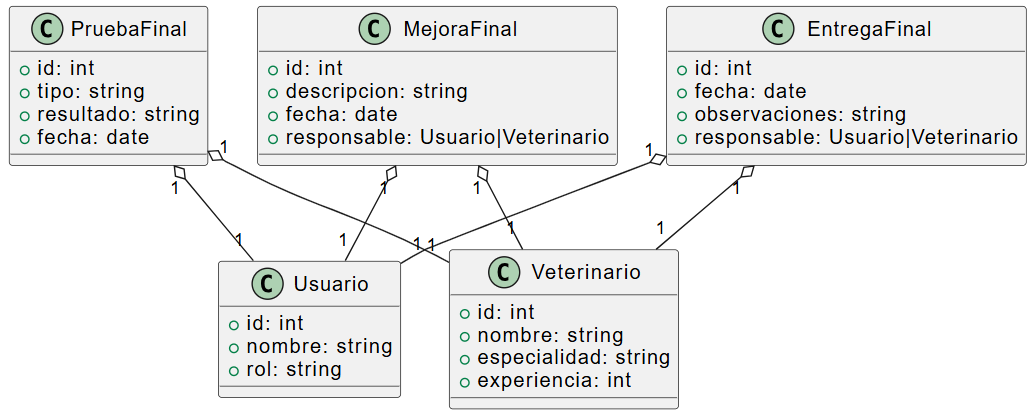 C PruebaFinal
id: int
tipo: string
resultado: string
fecha: date
C MejoraFinal
id: int
descripcion: string
fecha: date
responsable: Usuario|Veterinario
C EntregaFinal
id: int
fecha: date
observaciones: string
responsable: Usuario|Veterinario
1
1
1
1
1
1
1
1
1
1
1
1
C Usuario
id: int
nombre: string
rol: string
C Veterinario
id: int
nombre: string
especialidad: string
experiencia: int